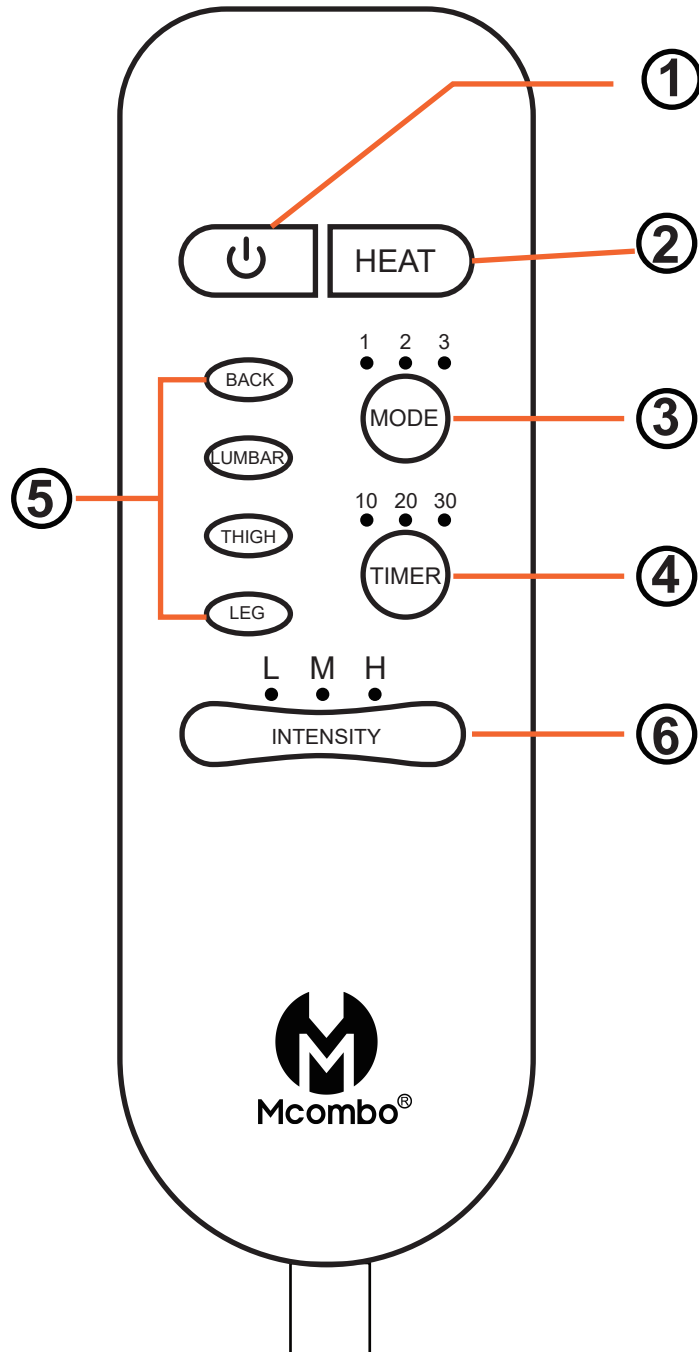 1
HEAT
2
1 2 3
BACK
MODE
3
LUMBAR
5
10 20 30
THIGH
TIMER
4
LEG
L M H
INTENSITY
6
M
Mcombo®